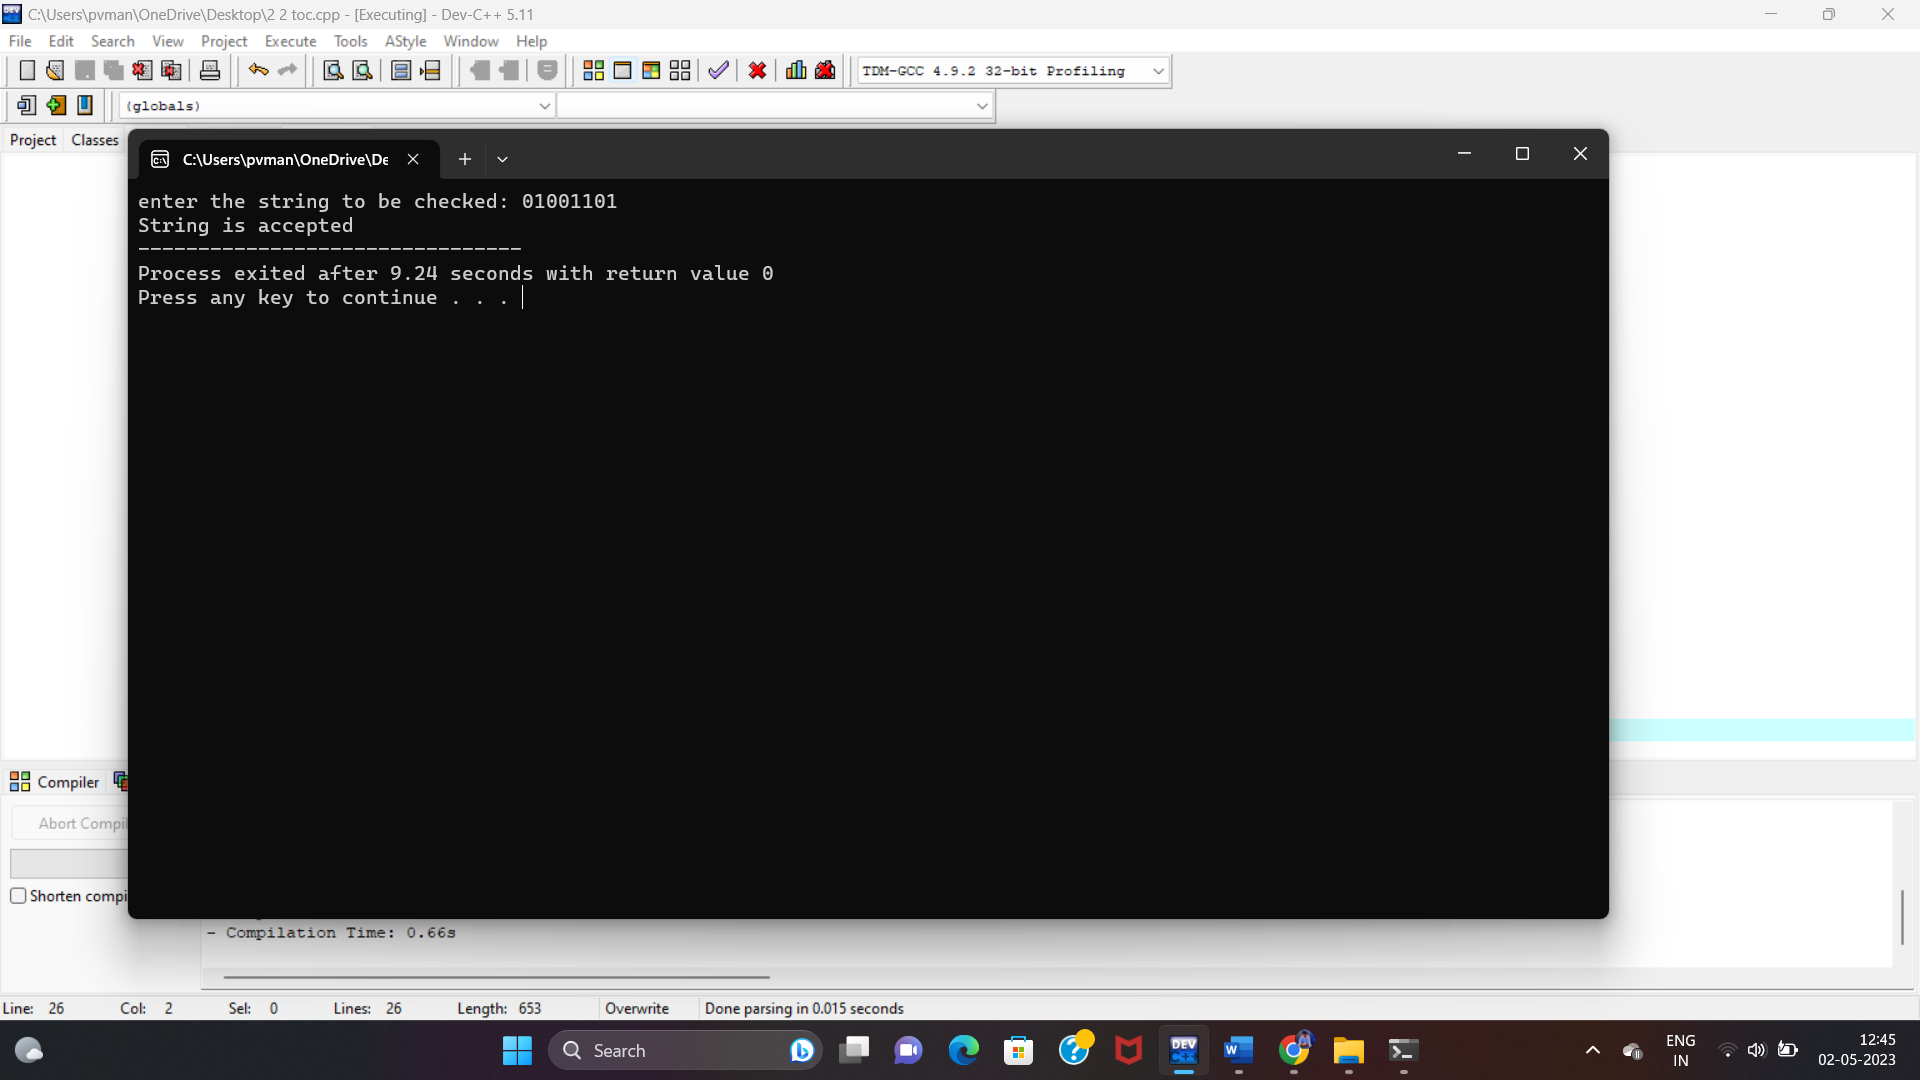 C:\Users\pvman\OneDrive\Desktop\2 2 toc.cpp - [Executing] - Dev-C++ 5.11
File Edit Search View Project Execute Tools AStyle Window Help
TDM-GCC 4.9.2 32-bit Profiling
(globals)
Project Classes
C:\Users\pvman\OneDrive\De
enter the string to be checked: 01001101
String is accepted
--------------------------------
Process exited after 9.24 seconds with return value 0
Press any key to continue . . .
Compiler
Abort Compil
Shorten compi
- Compilation Time: 0.66s
Line: 26 Col: 2 Sel: 0 Lines: 26 Length: 653 Overwrite Done parsing in 0.015 seconds
Search
DEV
C++
W
ENG
IN
12:45
02-05-2023